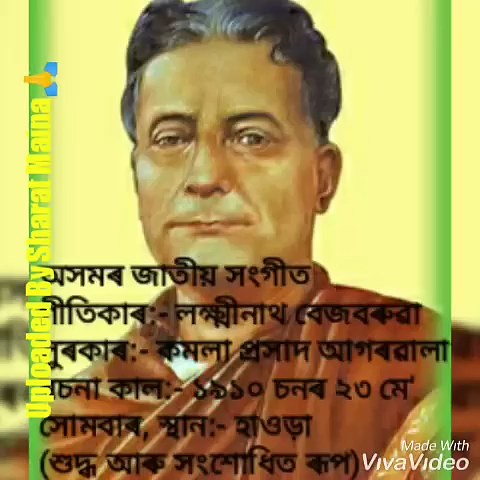 Uploaded By Sharat Maina 🙏
অসমৰ জাতীয় সংগীত
গীতিকাৰ:- লক্ষ্মীনাথ বেজবৰুৱা
সুৰকাৰ:- কমলা প্ৰসাদ আগৰৱালা
ৰচনা কাল:- ১৯১০ চনৰ ২৩ মে'
সোমবাৰ, স্থান:- হাওড়া
(শুদ্ধ আৰু সংশোধিত ৰূপ)
Made With
VivaVideo